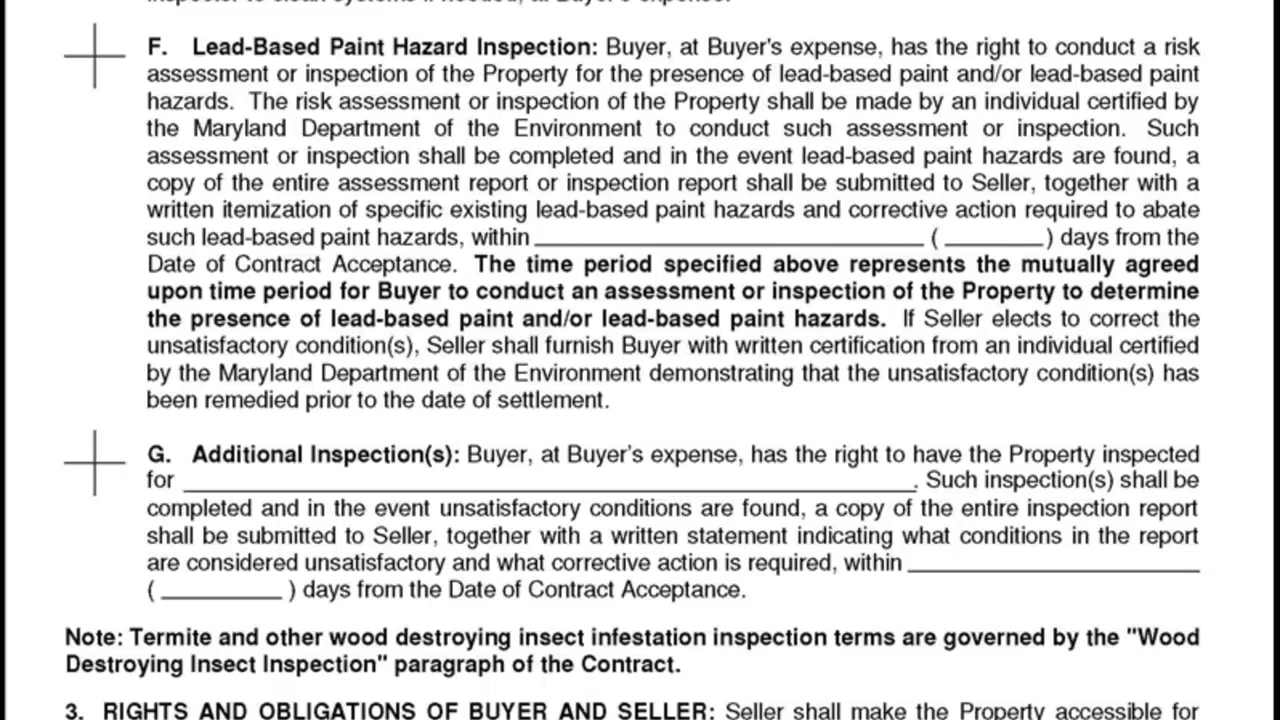 inspector to clean systems if needed, at Buyer's expense.
F. Lead-Based Paint Hazard Inspection: Buyer, at Buyer's expense, has the right to conduct a risk
assessment or inspection of the Property for the presence of lead-based paint and/or lead-based paint
hazards. The risk assessment or inspection of the Property shall be made by an individual certified by
the Maryland Department of the Environment to conduct such assessment or inspection. Such
assessment or inspection shall be completed and in the event lead-based paint hazards are found, a
copy of the entire assessment report or inspection report shall be submitted to Seller, together with a
written itemization of specific existing lead-based paint hazards and corrective action required to abate
such lead-based paint hazards, within ____________________ ( ______ ) days from the
Date of Contract Acceptance. The time period specified above represents the mutually agreed
upon time period for Buyer to conduct an assessment or inspection of the Property to determine
the presence of lead-based paint and/or lead-based paint hazards. If Seller elects to correct the
unsatisfactory condition(s), Seller shall furnish Buyer with written certification from an individual certified
by the Maryland Department of the Environment demonstrating that the unsatisfactory condition(s) has
been remedied prior to the date of settlement.
G. Additional Inspection(s): Buyer, at Buyer's expense, has the right to have the Property inspected
for ________________________________________. Such inspection(s) shall be
completed and in the event unsatisfactory conditions are found, a copy of the entire inspection report
shall be submitted to Seller, together with a written statement indicating what conditions in the report
are considered unsatisfactory and what corrective action is required, within ________________
( ________ ) days from the Date of Contract Acceptance.
Note: Termite and other wood destroying insect infestation inspection terms are governed by the "Wood
Destroying Insect Inspection" paragraph of the Contract.
3. RIGHTS AND OBLIGATIONS OF BUYER AND SELLER: Seller shall make the Property accessible for